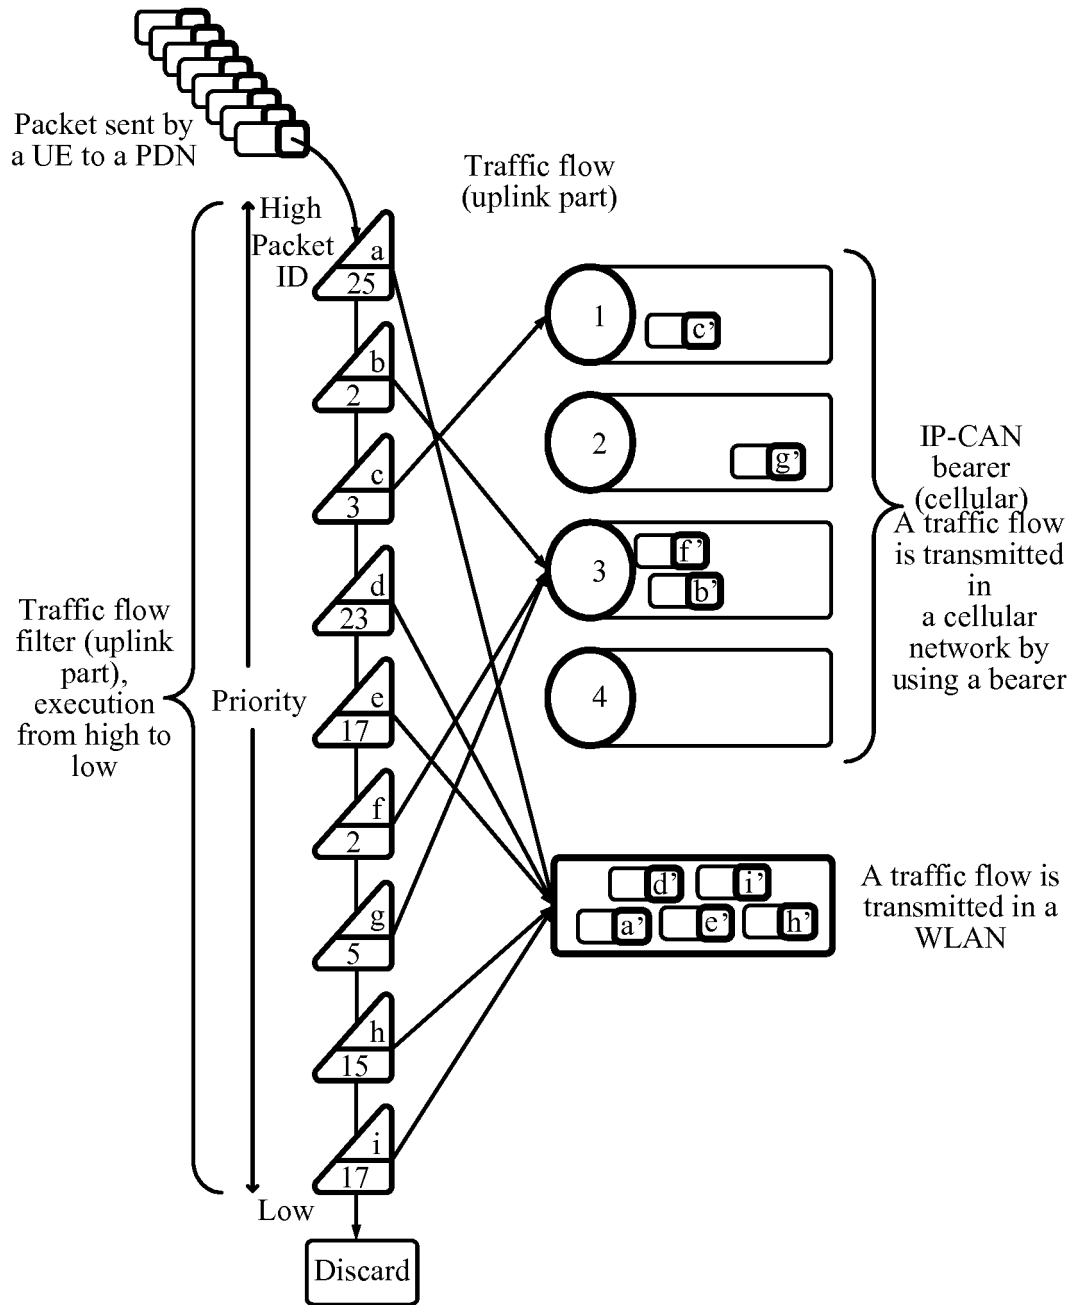 Packet sent by
a UE to a PDN
Traffic flow
(uplink part)
High
Packet
ID
a
25
b
2
c
3
d
23
e
17
f
2
g
5
h
15
i
17
Traffic flow
filter (uplink
part),
execution
from high to
low
Priority
Low
Discard
1
c’
2
g’
3
f’
b’
4
IP-CAN
bearer
(cellular)
A traffic flow
is transmitted
in
a cellular
network by
using a bearer
d’
i’
a’
e’
h’
A traffic flow is
transmitted in a
WLAN